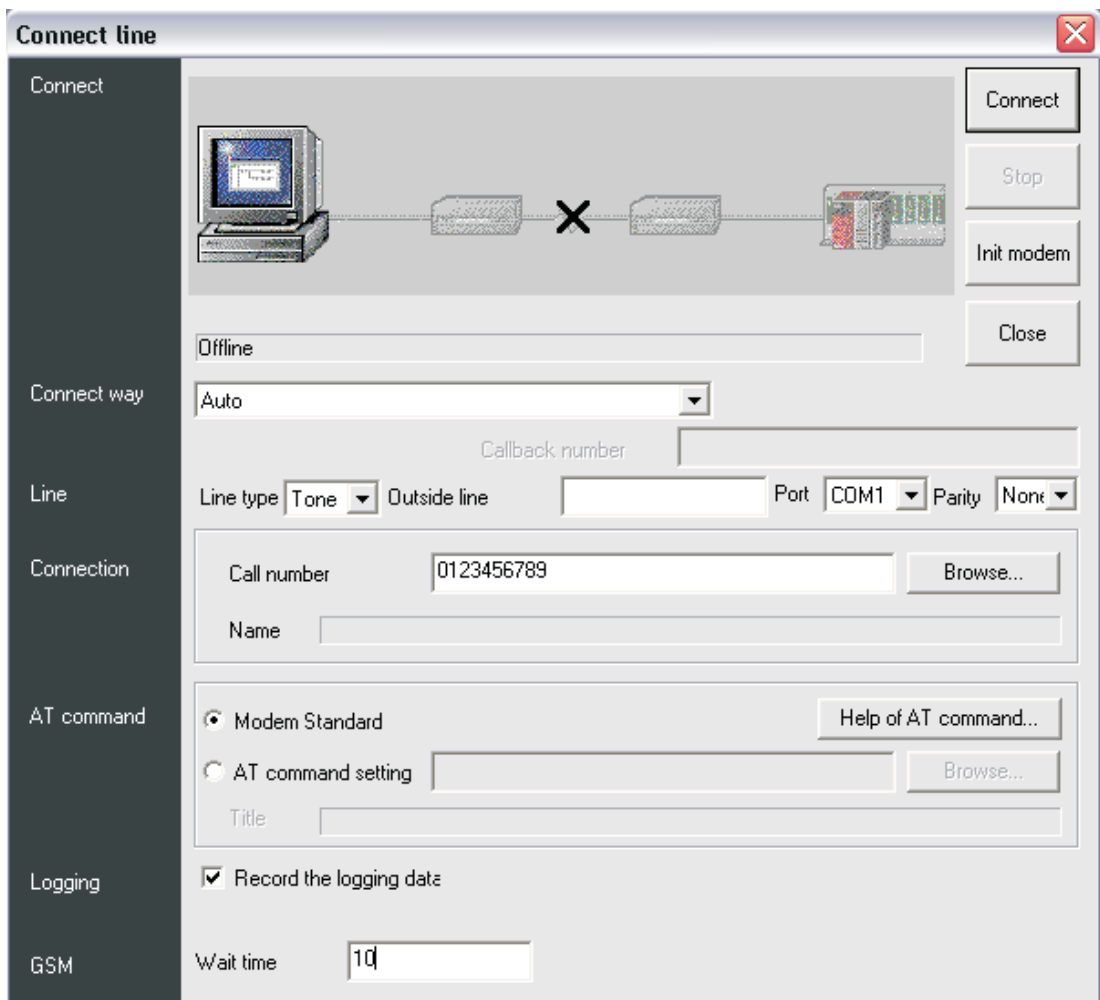 Connect line
Connect
Connect
Stop
Init modem
Close
Offline
Connect way
Auto
Callback number
Line
Line type
Tone
Outside line
Port
COM1
Parity
None
Connection
Call number
0123456789
Browse...
Name
AT command
Modem Standard
Help of AT command...
AT command setting
Browse...
Title
Logging
Record the logging data
GSM
Wait time
10